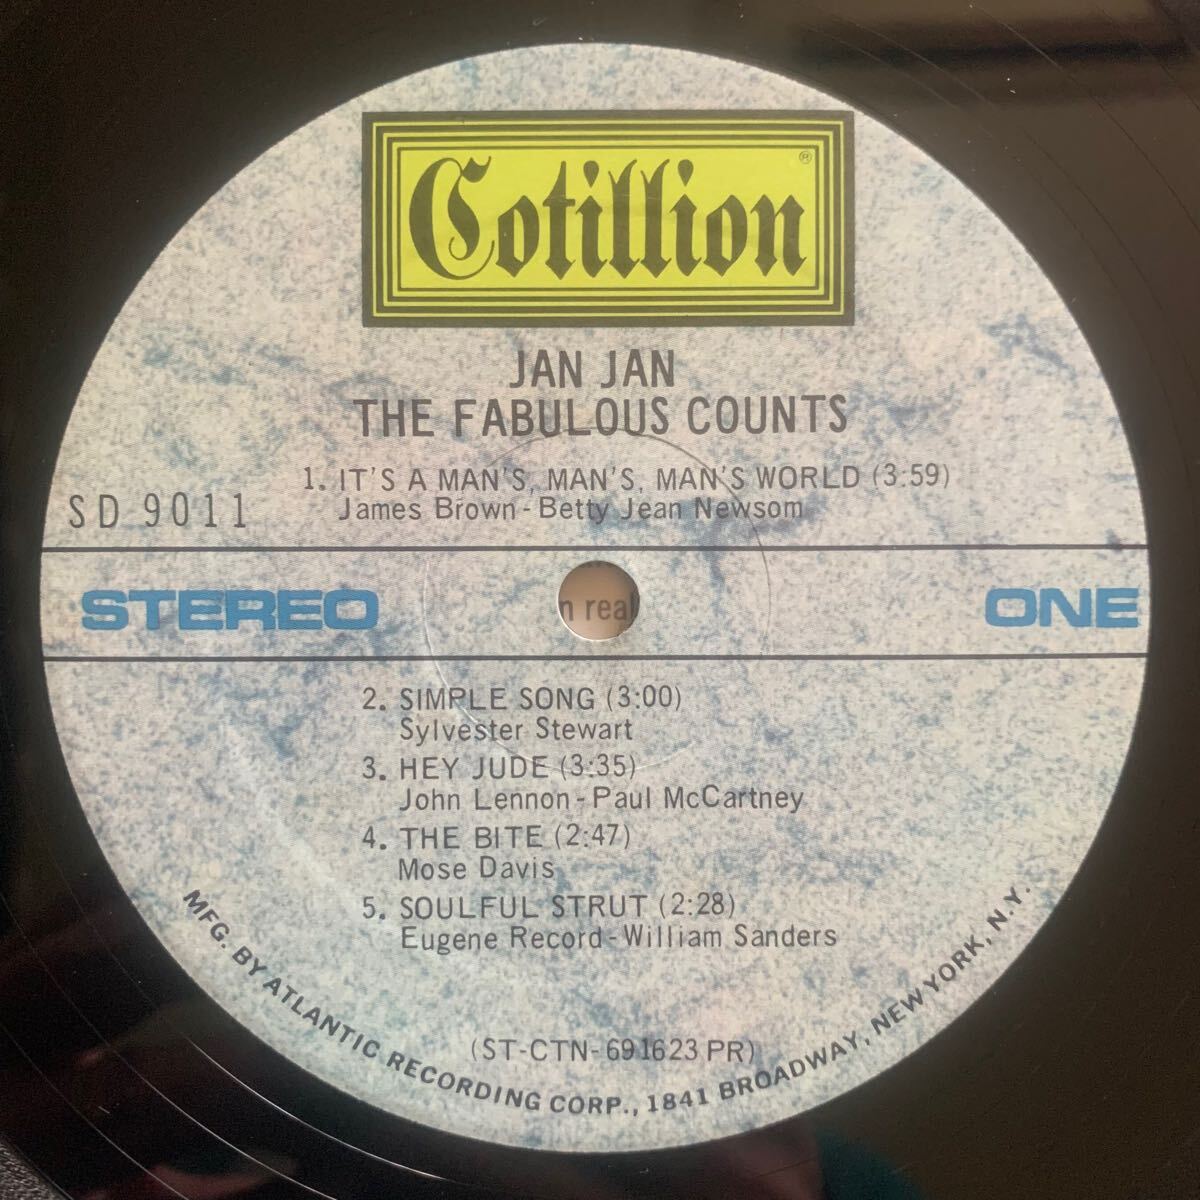 Cotillion®
JAN JAN
THE FABULOUS COUNTS
1. IT'S A MAN'S, MAN'S, MAN'S WORLD (3:59)
James Brown - Betty Jean Newsom
SD 9011
STEREO
n real
ONE
2. SIMPLE SONG (3:00)
Sylvester Stewart
3. HEY JUDE (3:35)
John Lennon - Paul McCartney
4. THE BITE (2:47)
Mose Davis
5. SOULFUL STRUT (2:28)
Eugene Record - William Sanders
(ST-CTN-691623 PR)
MFG. BY ATLANTIC RECORDING CORP., 1841 BROADWAY, NEW YORK, N.Y.